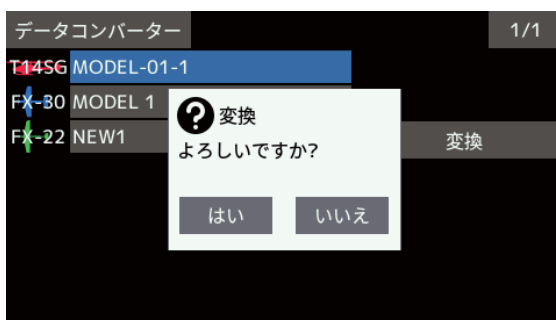 データコンバーター 1/1
T14SG MODEL-01-1
FX-30 MODEL 1
FX-22 NEW1
? 変換
よろしいですか?
変換
はい いいえ